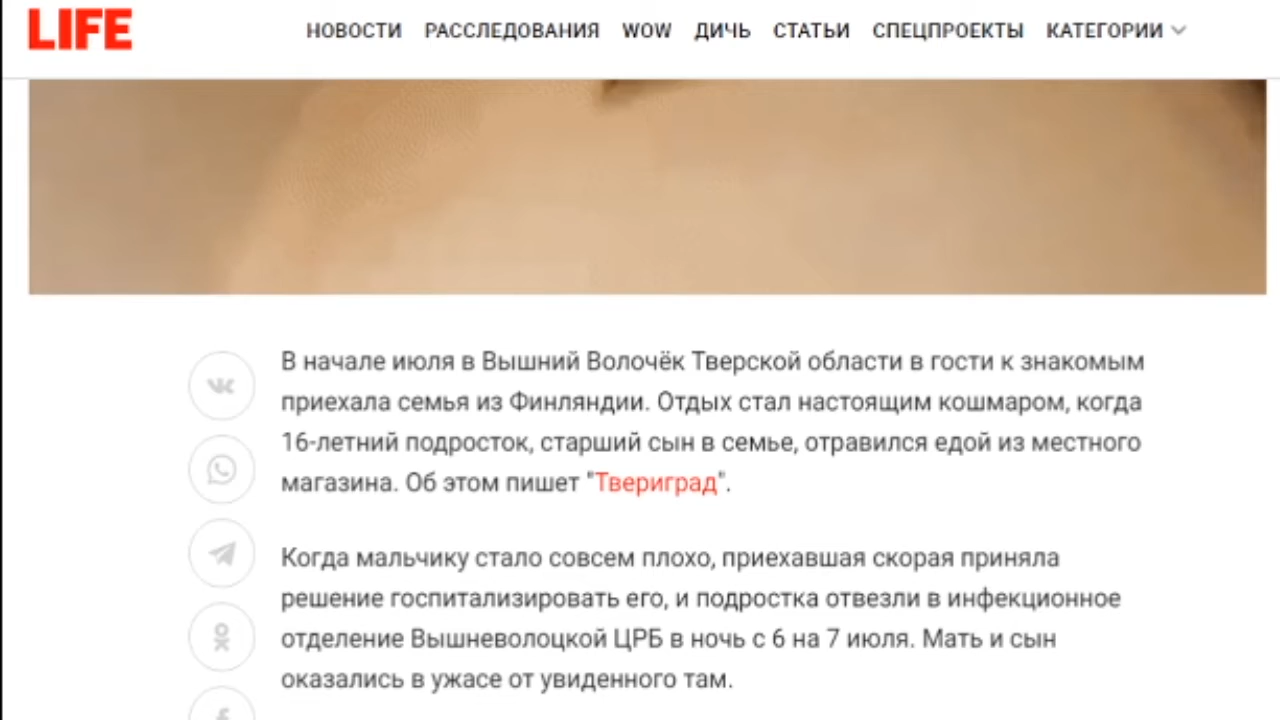 LIFE
НОВОСТИ РАССЛЕДОВАНИЯ WOW ДИЧЬ СТАТЬИ СПЕЦПРОЕКТЫ КАТЕГОРИИ
В начале июля в Вышний Волочёк Тверской области в гости к знакомым
приехала семья из Финляндии. Отдых стал настоящим кошмаром, когда
16-летний подросток, старший сын в семье, отравился едой из местного
магазина. Об этом пишет "Твериград".
Когда мальчику стало совсем плохо, приехавшая скорая приняла
решение госпитализировать его, и подростка отвезли в инфекционное
отделение Вышневолоцкой ЦРБ в ночь с 6 на 7 июля. Мать и сын
оказались в ужасе от увиденного там.